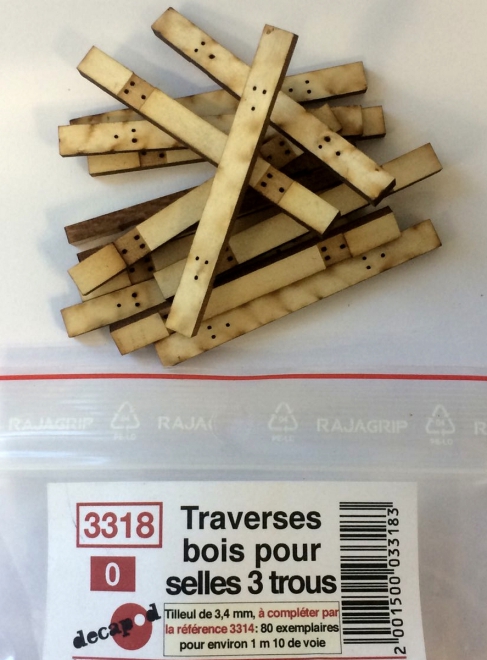 RAJAGRIP RAJAG RAJAGRIP R
3318
0
Traverses
bois pour
selles 3 trous
decapod
Tilleul de 3,4 mm, à compléter par
la référence 3314: 80 exemplaires
pour environ 1 m 10 de voie
2 001500 033183